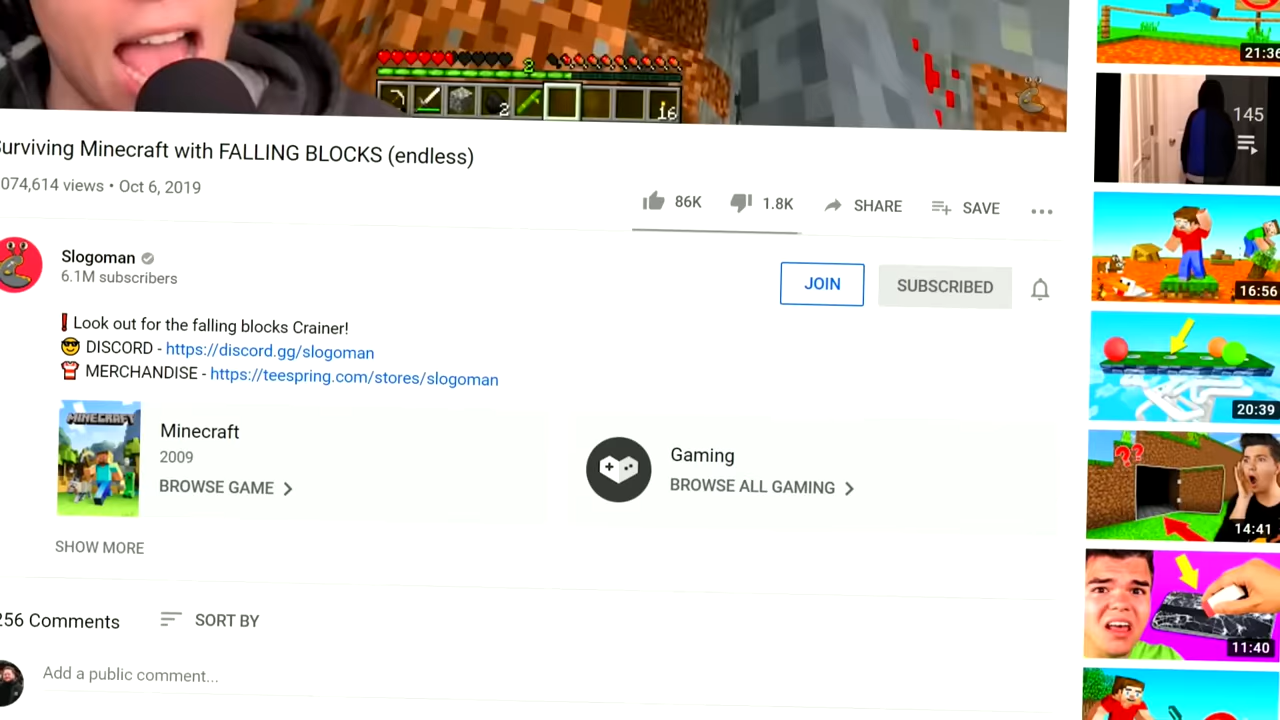 2
2
16
urviving Minecraft with FALLING BLOCKS (endless)
074,614 views • Oct 6, 2019
86K
1.8K
SHARE
SAVE
Slogoman
6.1M subscribers
JOIN
SUBSCRIBED
Look out for the falling blocks Crainer!
DISCORD - https://discord.gg/slogoman
MERCHANDISE - https://teespring.com/stores/slogoman
MINECRAFT
Minecraft
2009
BROWSE GAME
Gaming
BROWSE ALL GAMING
SHOW MORE
256 Comments
SORT BY
Add a public comment...
21:36
145
16:56
20:39
??
14:41
11:40